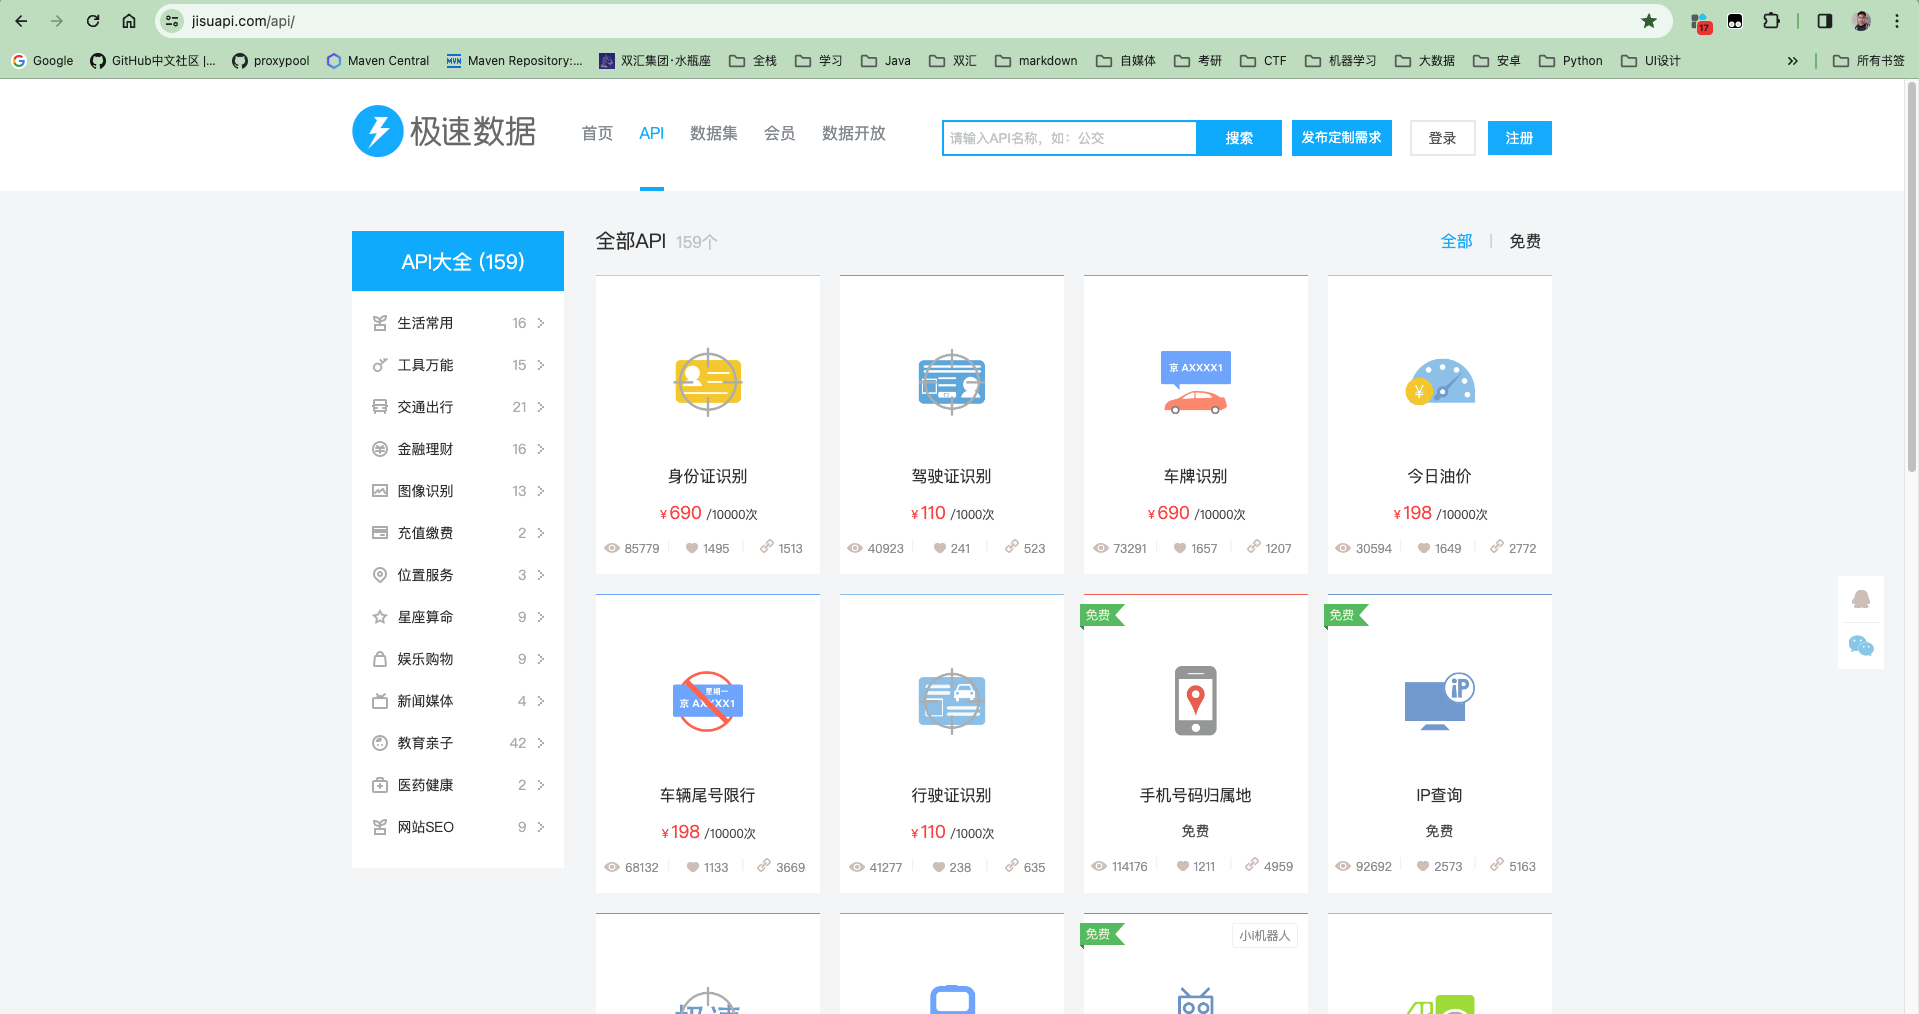 jisuapi.com/api/
17
Google
GitHub中文社区 |...
proxypool
Maven Central
Maven Repository:...
双汇集团·水瓶座
全栈
学习
Java
双汇
markdown
自媒体
考研
CTF
机器学习
大数据
安卓
Python
UI设计
所有书签
极速数据
首页
API
数据集
会员
数据开放
请输入API名称，如：公交
搜索
发布定制需求
登录
注册
API大全 (159)
生活常用 16
工具万能 15
交通出行 21
金融理财 16
图像识别 13
充值缴费 2
位置服务 3
星座算命 9
娱乐购物 9
新闻媒体 4
教育亲子 42
医药健康 2
网站SEO 9
全部API 159个
全部 | 免费
身份证识别
¥690 /10000次
85779 1495 1513
驾驶证识别
¥110 /1000次
40923 241 523
京 AXXXX1
车牌识别
¥690 /10000次
73291 1657 1207
¥
今日油价
¥198 /10000次
30594 1649 2772
星期一
京 AXXXX1
车辆尾号限行
¥198 /10000次
68132 1133 3669
行驶证识别
¥110 /1000次
41277 238 635
免费
手机号码归属地
免费
114176 1211 4959
免费
iP
IP查询
免费
92692 2573 5163
极速
免费
小i机器人